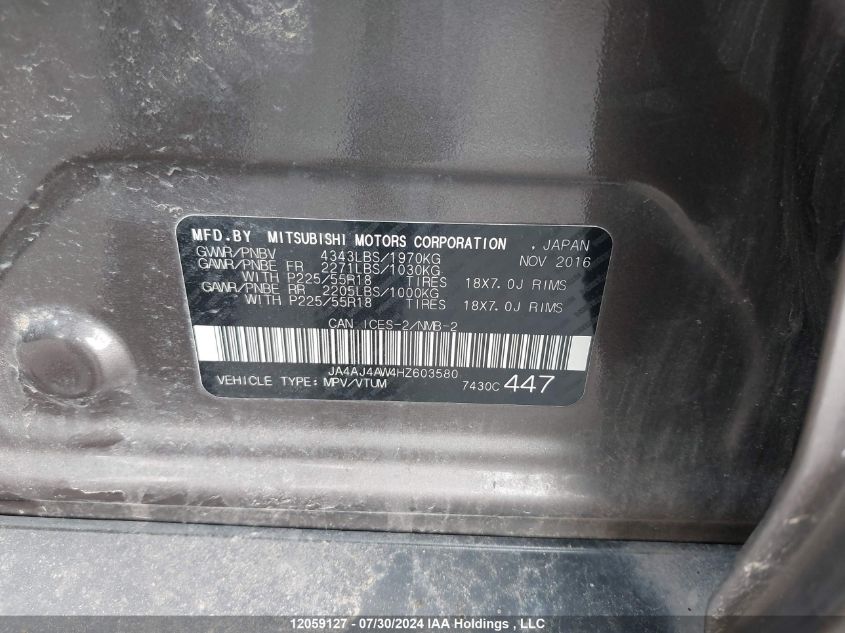 MFD.BY MITSUBISHI MOTORS CORPORATION . JAPAN
GVWR/PNBV 4343LBS/1970KG NOV 2016
GAWR/PNBE FR 2271LBS/1030KG
WITH P225/55R18 TIRES 18X7.0J RIMS
GAWR/PNBE RR 2205LBS/1000KG
WITH P225/55R18 TIRES 18X7.0J RIMS
CAN ICES-2/NMB-2
JA4AJ4AW4HZ603580
VEHICLE TYPE:MPV/VTUM 7430C 447
12059127 - 07/30/2024 IAA Holdings, LLC